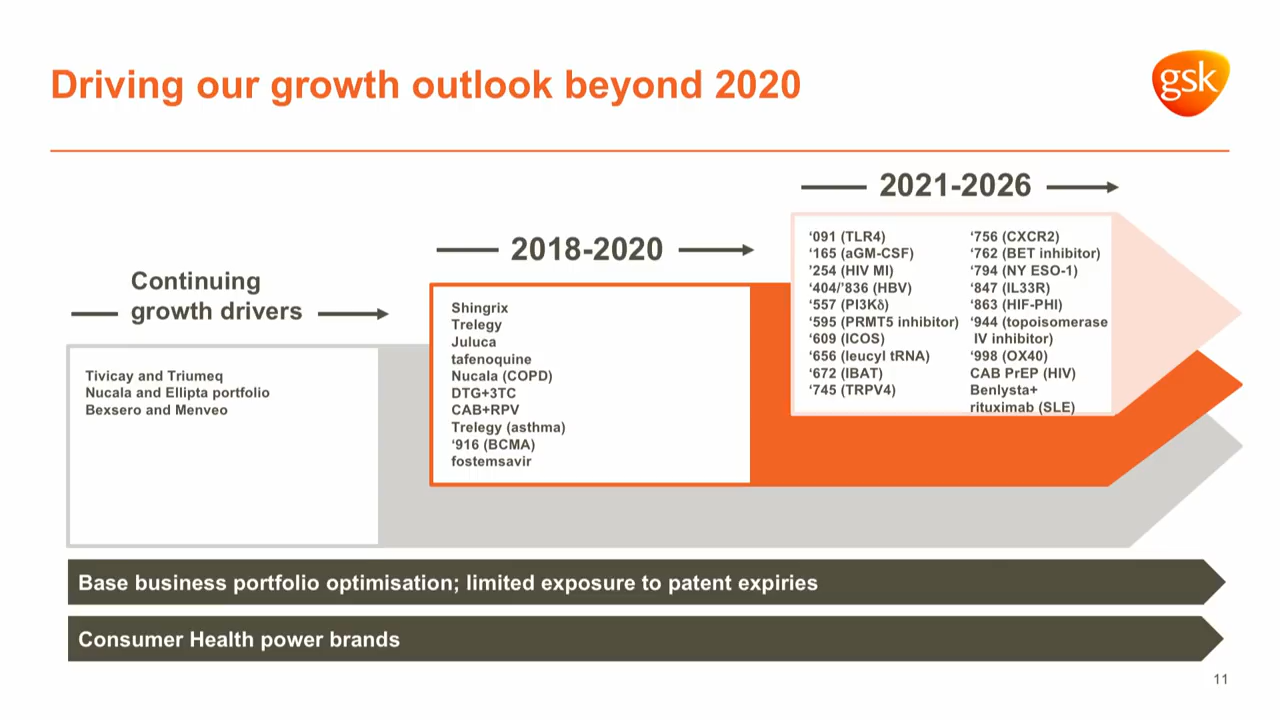 Driving our growth outlook beyond 2020
gsk
2021-2026
2018-2020
Continuing
growth drivers
Tivicay and Triumeq
Nucala and Ellipta portfolio
Bexsero and Menveo
Shingrix
Trelegy
Juluca
tafenoquine
Nucala (COPD)
DTG+3TC
CAB+RPV
Trelegy (asthma)
‘916 (BCMA)
fostemsavir
‘091 (TLR4)
‘165 (aGM-CSF)
’254 (HIV MI)
‘404/’836 (HBV)
‘557 (PI3Kδ)
‘595 (PRMT5 inhibitor)
‘609 (ICOS)
‘656 (leucyl tRNA)
‘672 (IBAT)
‘745 (TRPV4)
‘756 (CXCR2)
‘762 (BET inhibitor)
‘794 (NY ESO-1)
‘847 (IL33R)
‘863 (HIF-PHI)
‘944 (topoisomerase
IV inhibitor)
‘998 (OX40)
CAB PrEP (HIV)
Benlysta+
rituximab (SLE)
Base business portfolio optimisation; limited exposure to patent expiries
Consumer Health power brands
11